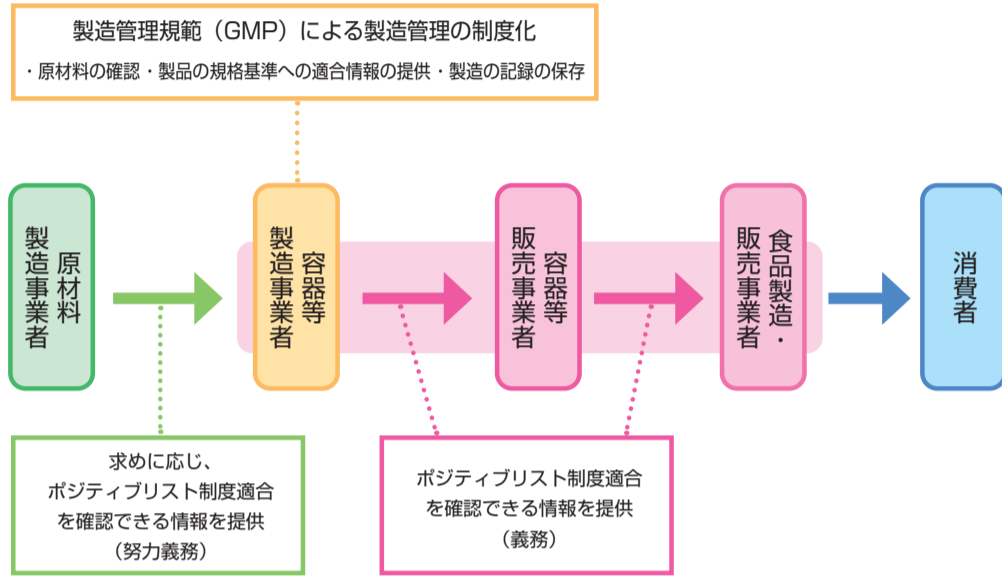 製造管理規範（GMP）による製造管理の制度化
・原材料の確認・製品の規格基準への適合情報の提供・製造の記録の保存
原材料
製造事業者
容器等
製造事業者
容器等
販売事業者
食品製造・
販売事業者
消費者
求めに応じ、
ポジティブリスト制度適合
を確認できる情報を提供
（努力義務）
ポジティブリスト制度適合
を確認できる情報を提供
（義務）